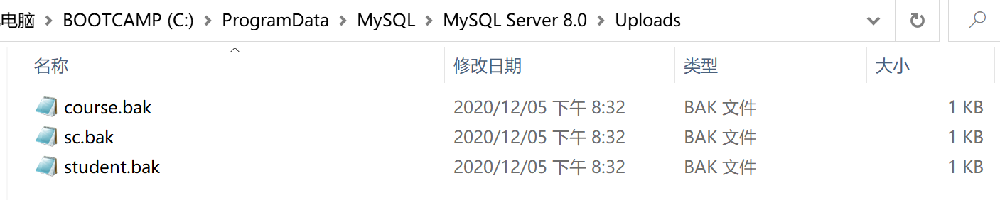 电脑 > BOOTCAMP (C:) > ProgramData > MySQL > MySQL Server 8.0 > Uploads
名称 修改日期 类型 大小
course.bak 2020/12/05 下午 8:32 BAK 文件 1 KB
sc.bak 2020/12/05 下午 8:32 BAK 文件 1 KB
student.bak 2020/12/05 下午 8:32 BAK 文件 1 KB